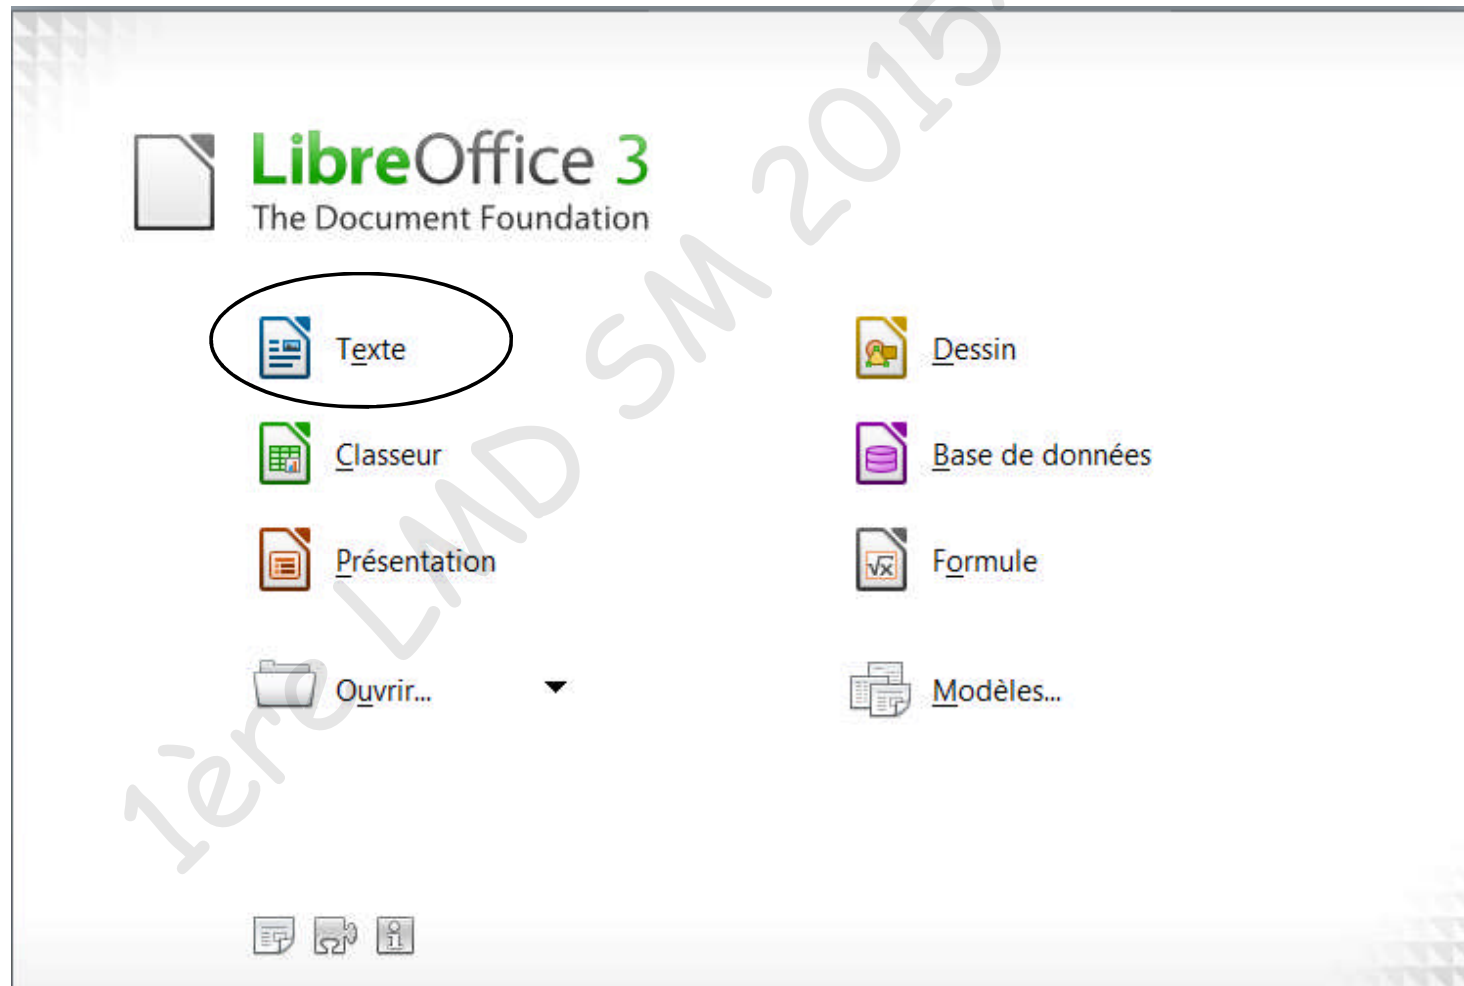 LibreOffice 3
The Document Foundation
Texte
Dessin
Classeur
Base de données
Présentation
Formule
Ouvrir...
Modèles...
1ère LMD SM 2015